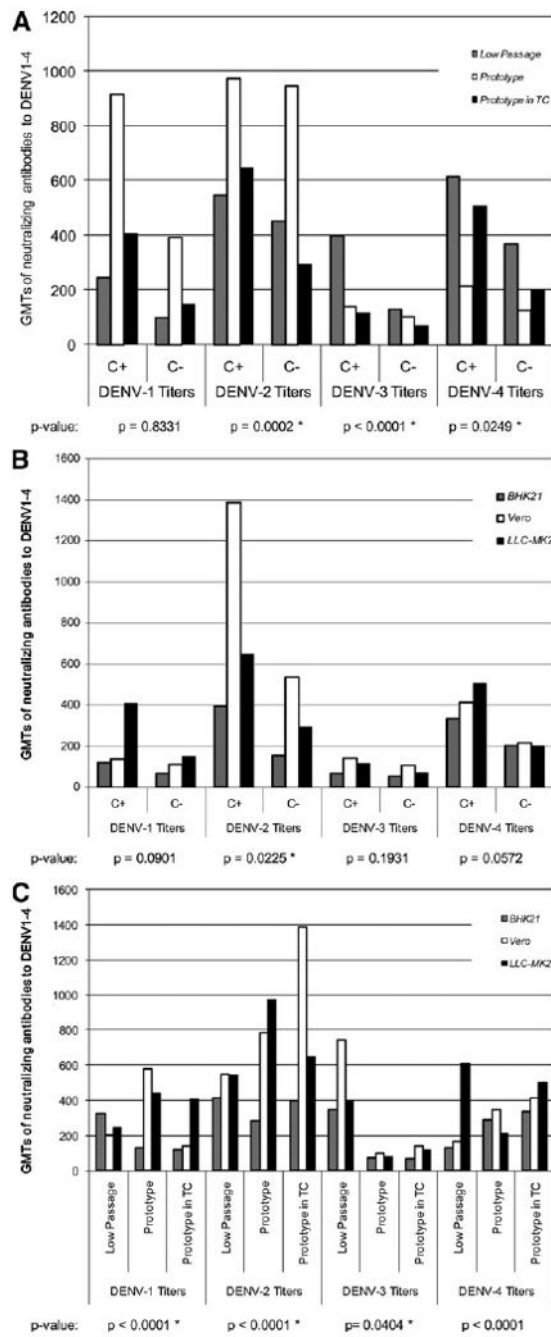 A
GMTs of neutralizing antibodies to DENV1-4
1200
1000
800
600
400
200
0
Low Passage
Prototype
Prototype in TC
C+ C- C+ C- C+ C- C+ C-
DENV-1 Titers DENV-2 Titers DENV-3 Titers DENV-4 Titers
p-value: p = 0.8331 p = 0.0002 * p < 0.0001 * p = 0.0249 *
B
GMTs of neutralizing antibodies to DENV1-4
1600
1400
1200
1000
800
600
400
200
0
BHK21
Vero
LLC-MK2
C+ C- C+ C- C+ C- C+ C-
DENV-1 Titers DENV-2 Titers DENV-3 Titers DENV-4 Titers
p-value: p = 0.0901 p = 0.0225 * p = 0.1931 p = 0.0572
C
GMTs of neutralizing antibodies to DENV1-4
1600
1400
1200
1000
800
600
400
200
0
BHK21
Vero
LLC-MK2
Low Passage Prototype Prototype in TC Low Passage Prototype Prototype in TC Low Passage Prototype Prototype in TC Low Passage Prototype Prototype in TC
DENV-1 Titers DENV-2 Titers DENV-3 Titers DENV-4 Titers
p-value: p < 0.0001 * p < 0.0001 * p= 0.0404 * p < 0.0001